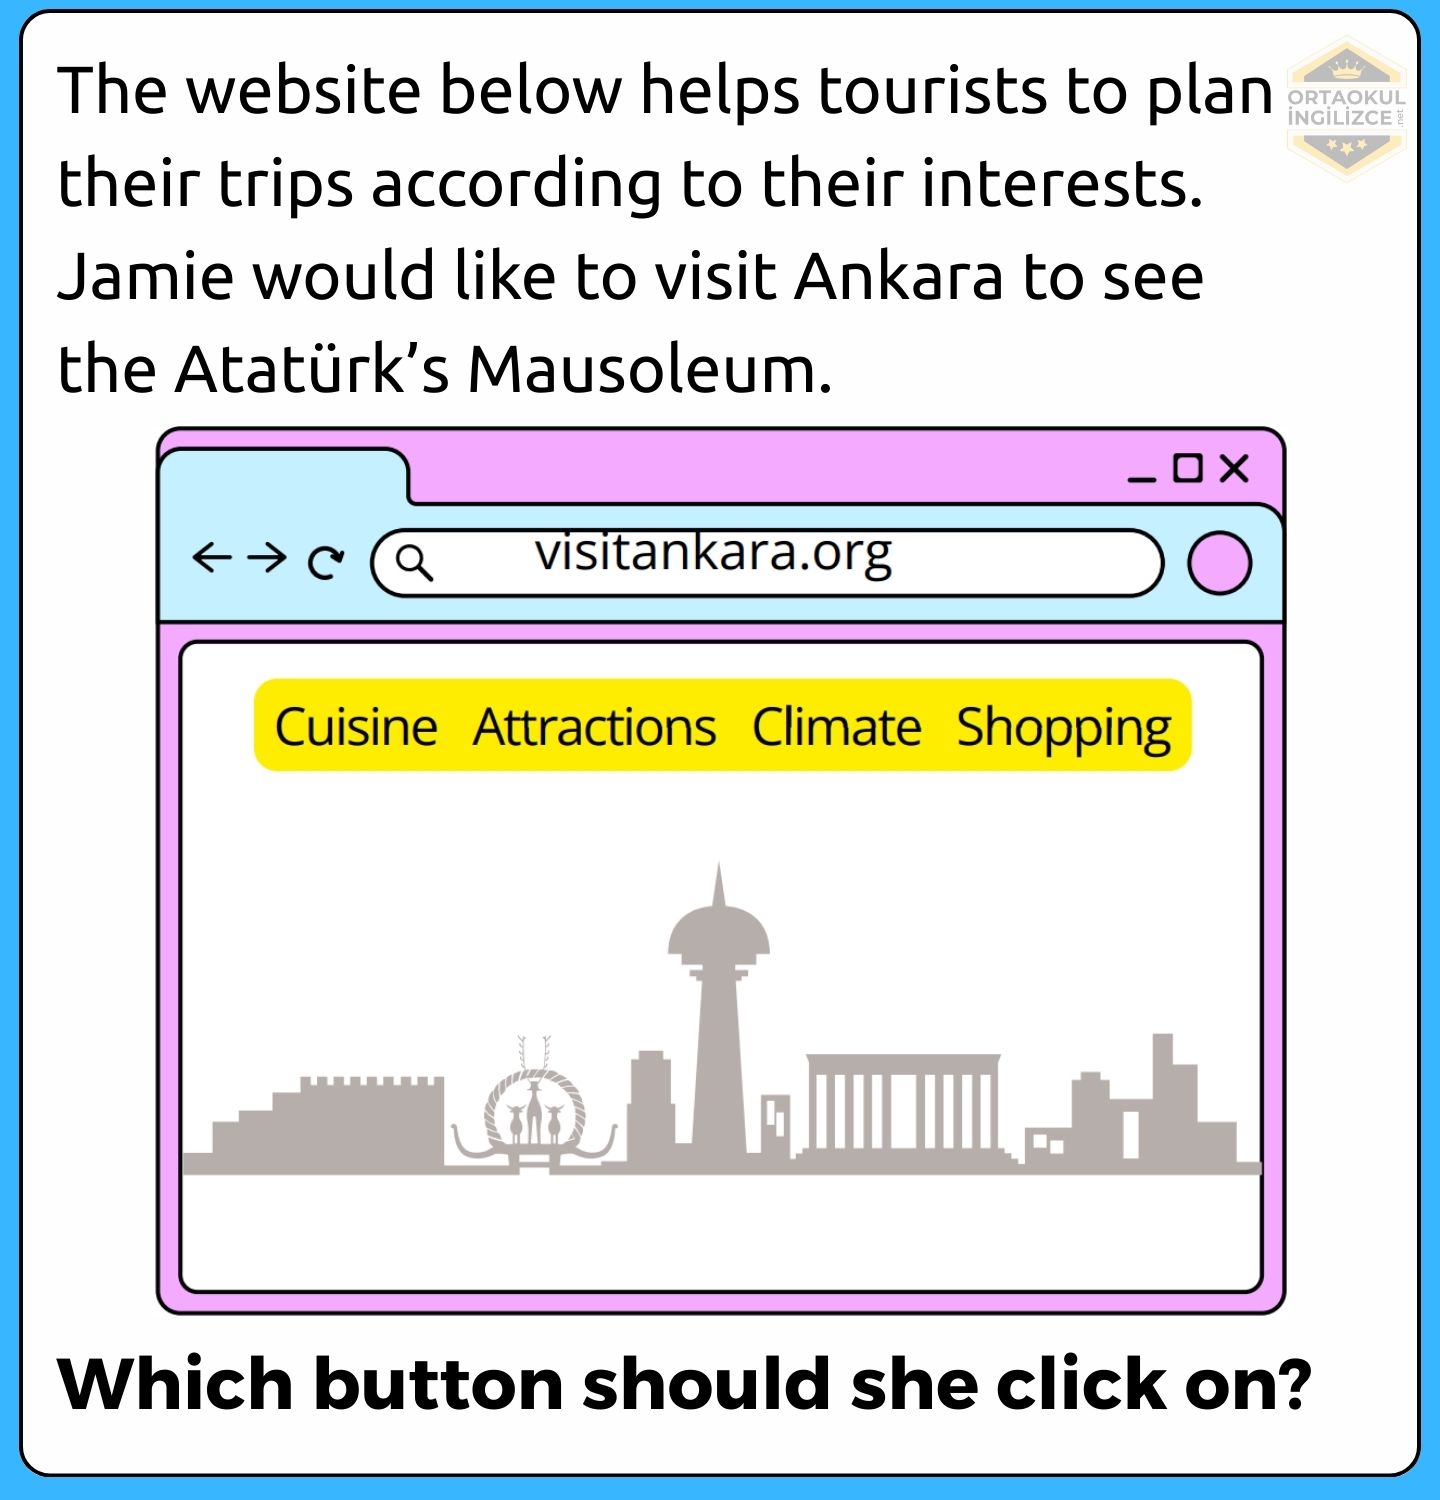 The website below helps tourists to plan
ORTAOKUL
İNGİLİZCE.net
their trips according to their interests.
Jamie would like to visit Ankara to see
the Atatürk’s Mausoleum.
visitankara.org
Cuisine Attractions Climate Shopping
Which button should she click on?